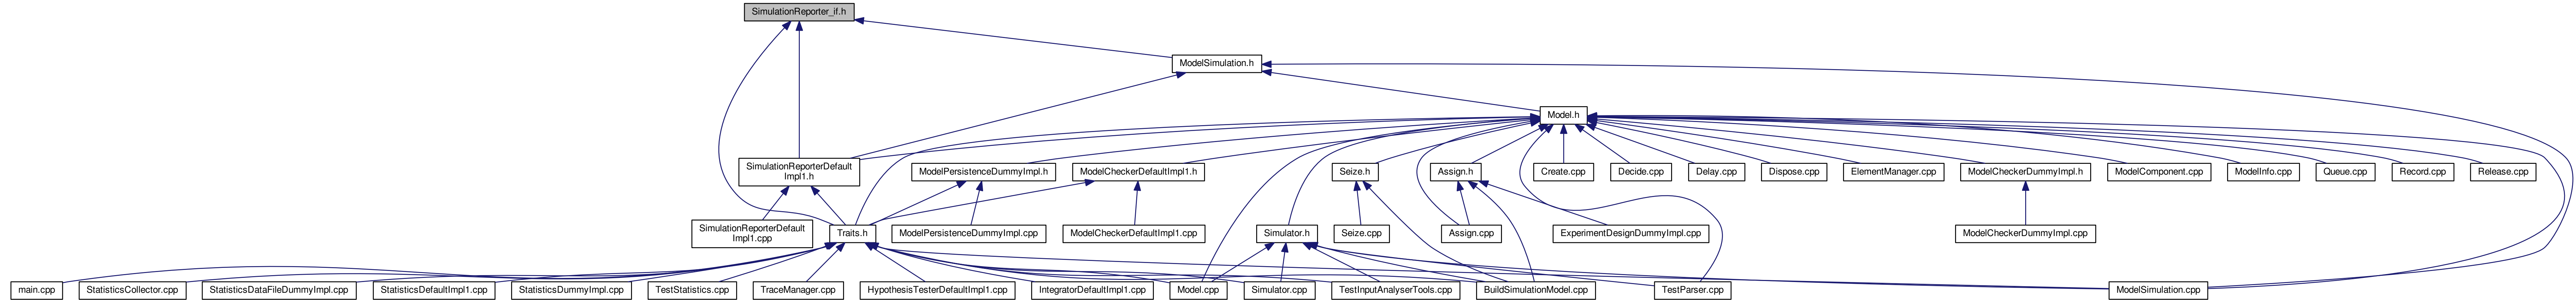 SimulationReporter_if.h
ModelSimulation.h
Model.h
SimulationReporterDefault
Impl1.h
ModelPersistenceDummyImpl.h
ModelCheckerDefaultImpl1.h
Seize.h
Assign.h
Create.cpp
Decide.cpp
Delay.cpp
Dispose.cpp
ElementManager.cpp
ModelCheckerDummyImpl.h
ModelComponent.cpp
ModelInfo.cpp
Queue.cpp
Record.cpp
Release.cpp
SimulationReporterDefault
Impl1.cpp
Traits.h
ModelPersistenceDummyImpl.cpp
ModelCheckerDefaultImpl1.cpp
Simulator.h
Seize.cpp
Assign.cpp
ExperimentDesignDummyImpl.cpp
ModelCheckerDummyImpl.cpp
main.cpp
StatisticsCollector.cpp
StatisticsDataFileDummyImpl.cpp
StatisticsDefaultImpl1.cpp
StatisticsDummyImpl.cpp
TestStatistics.cpp
TraceManager.cpp
HypothesisTesterDefaultImpl1.cpp
IntegratorDefaultImpl1.cpp
Model.cpp
Simulator.cpp
TestInputAnalyserTools.cpp
BuildSimulationModel.cpp
TestParser.cpp
ModelSimulation.cpp